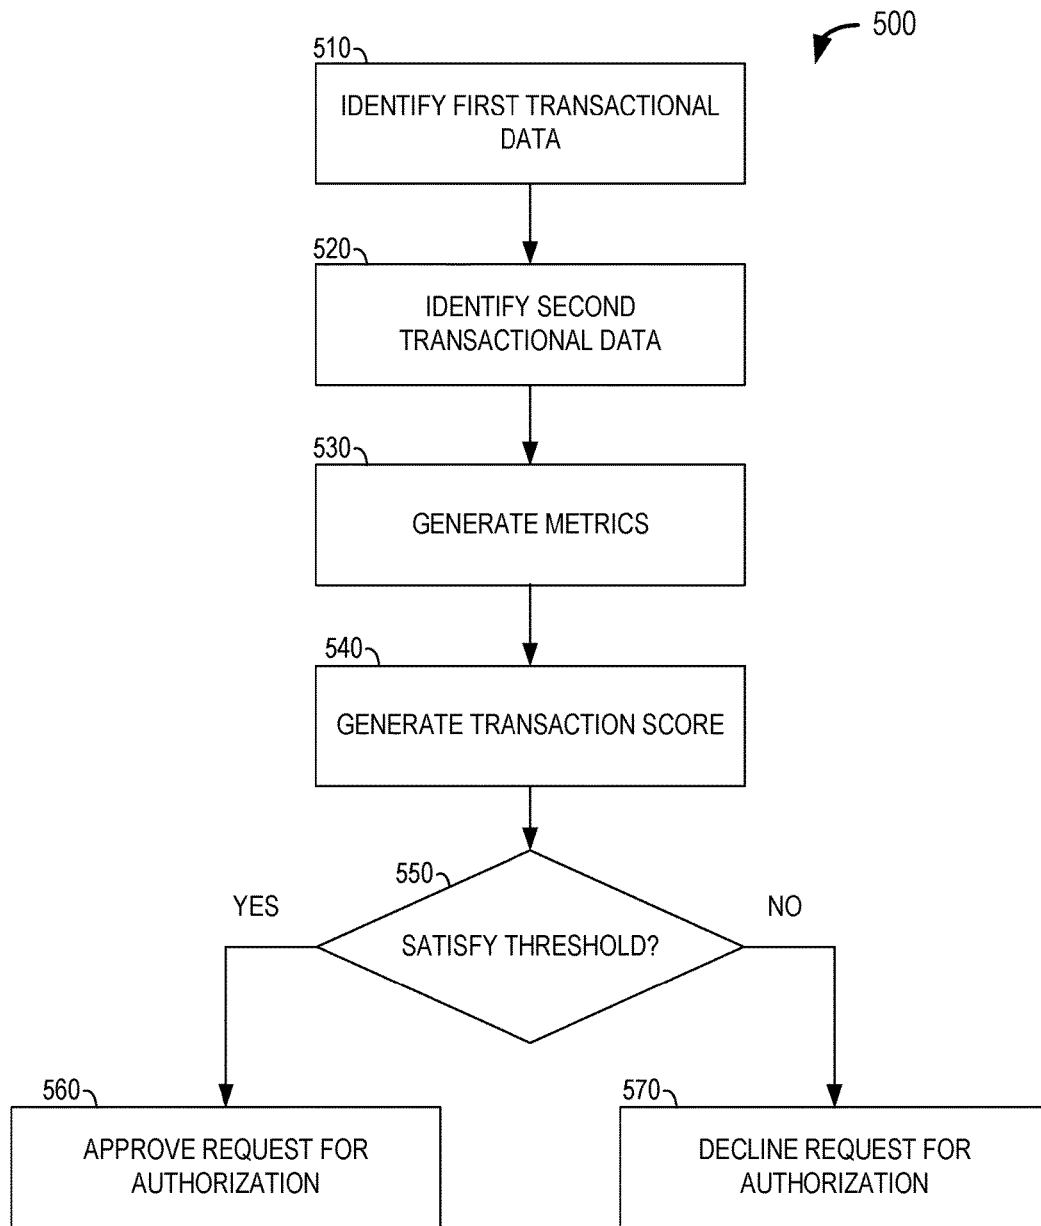 500
510
IDENTIFY FIRST TRANSACTIONAL
DATA
520
IDENTIFY SECOND
TRANSACTIONAL DATA
530
GENERATE METRICS
540
GENERATE TRANSACTION SCORE
550
YES
NO
SATISFY THRESHOLD?
560
APPROVE REQUEST FOR
AUTHORIZATION
570
DECLINE REQUEST FOR
AUTHORIZATION